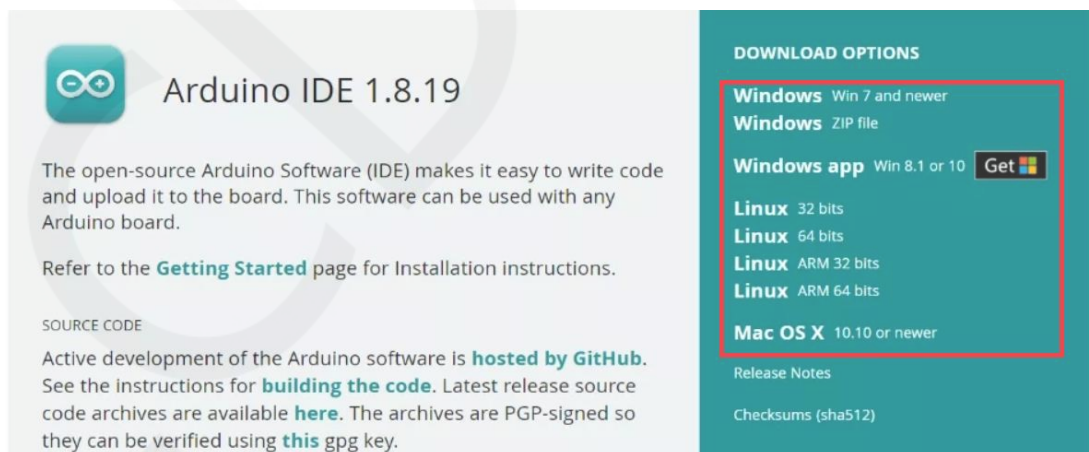 Arduino IDE 1.8.19
The open-source Arduino Software (IDE) makes it easy to write code
and upload it to the board. This software can be used with any
Arduino board.
Refer to the Getting Started page for Installation instructions.
SOURCE CODE
Active development of the Arduino software is hosted by GitHub.
See the instructions for building the code. Latest release source
code archives are available here. The archives are PGP-signed so
they can be verified using this gpg key.
DOWNLOAD OPTIONS
Windows Win 7 and newer
Windows ZIP file
Windows app Win 8.1 or 10 Get
Linux 32 bits
Linux 64 bits
Linux ARM 32 bits
Linux ARM 64 bits
Mac OS X 10.10 or newer
Release Notes
Checksums (sha512)